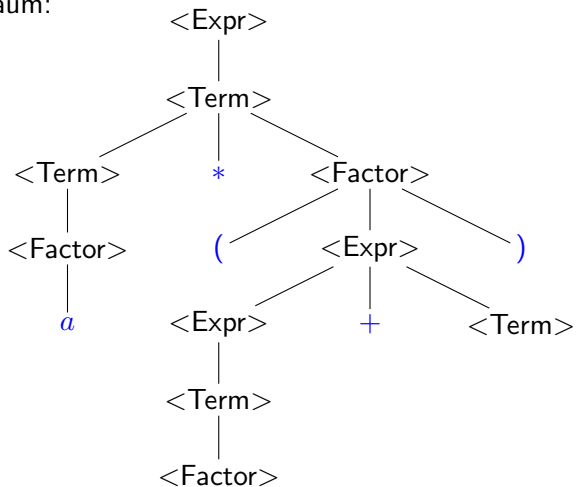 aum:
<Expr>
<Term>
<Term> * <Factor>
<Factor> ( <Expr> )
a <Expr> + <Term>
<Term>
<Factor>